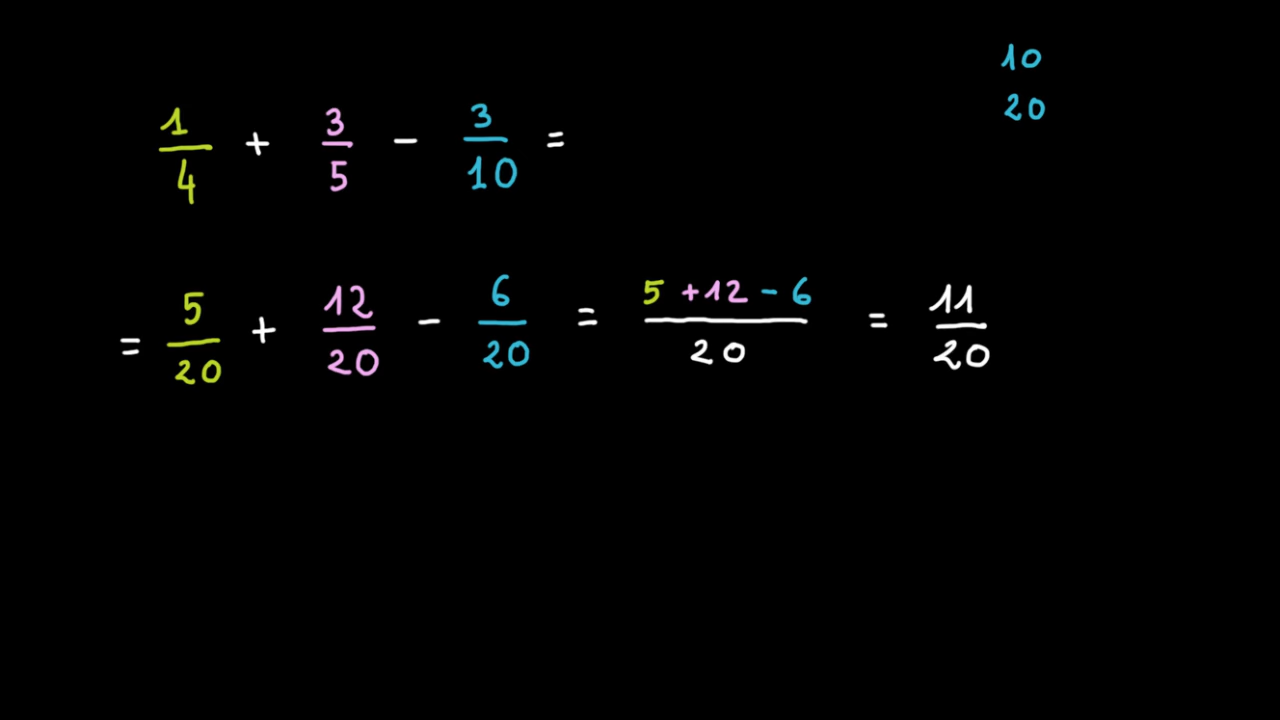 10
20
1/4 + 3/5 - 3/10 =
= 5/20 + 12/20 - 6/20 = (5 + 12 - 6)/20 = 11/20